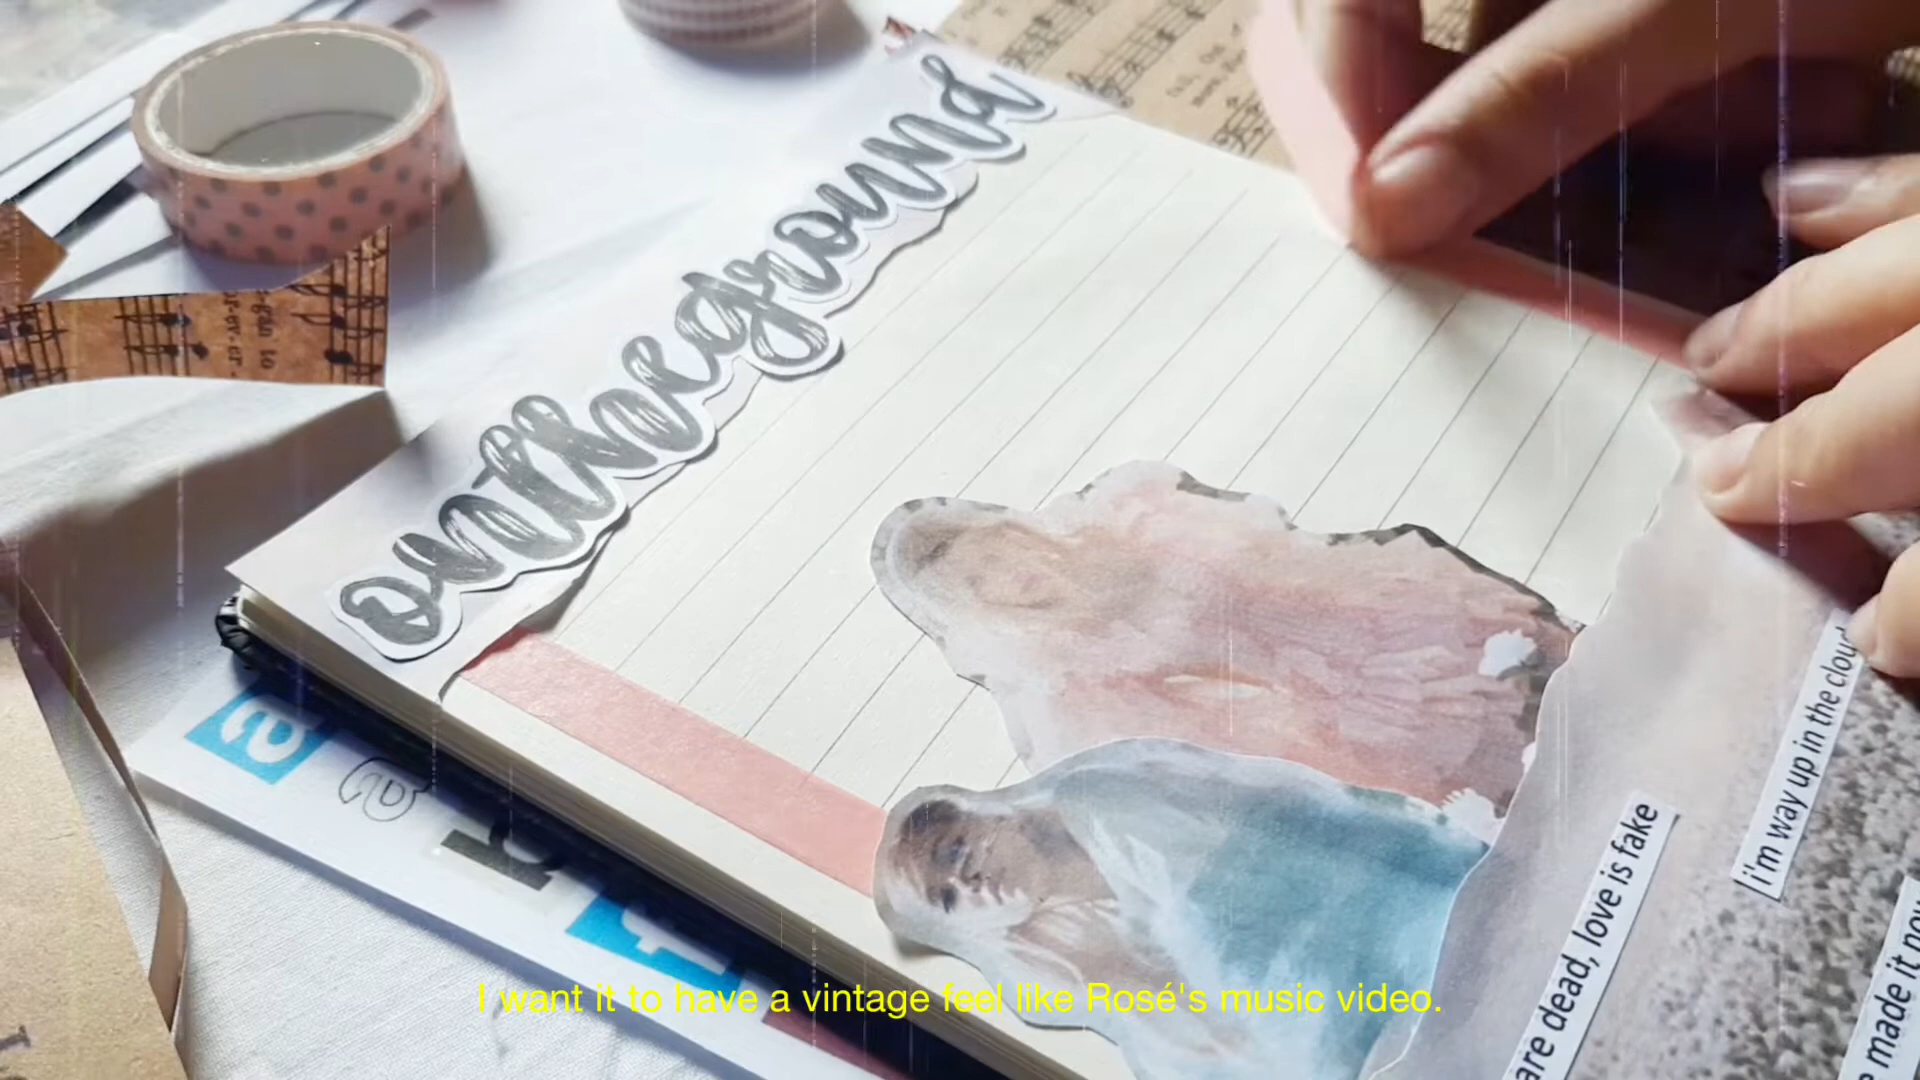 ontheground
i'm way up in the cloud
are dead, love is fake
made it
a
a
k
f
I want it to have a vintage feel like Rosé's music video.